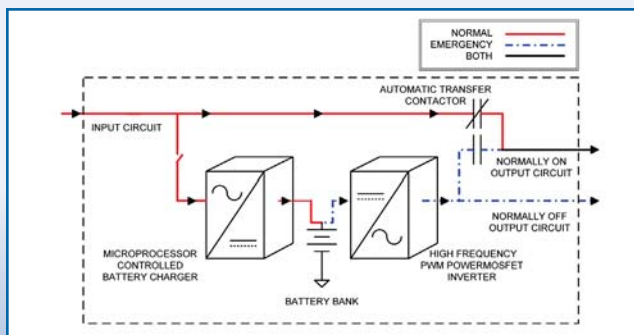 NORMAL
EMERGENCY
BOTH
AUTOMATIC TRANSFER
CONTACTOR
INPUT CIRCUIT
NORMALLY ON
OUTPUT CIRCUIT
NORMALLY OFF
OUTPUT CIRCUIT
MICROPROCESSOR
CONTROLLED
BATTERY CHARGER
HIGH FREQUENCY
PWM POWERMOSFET
INVERTER
BATTERY BANK